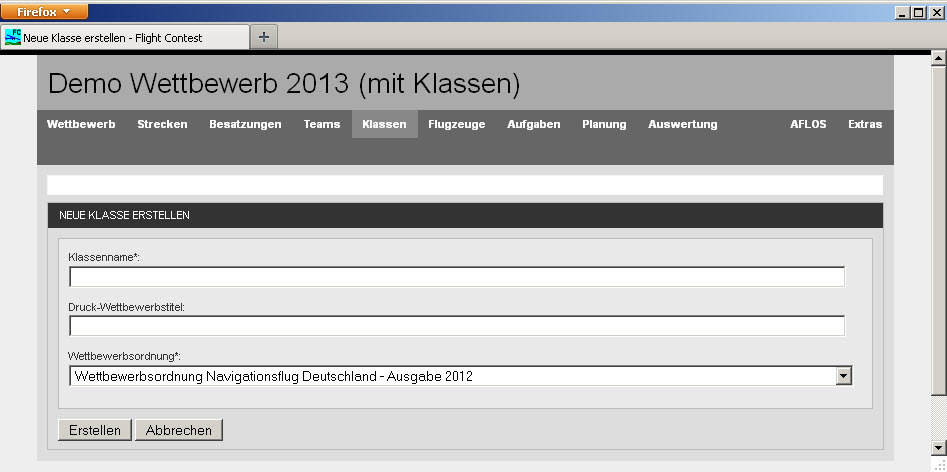 Firefox
Neue Klasse erstellen - Flight Contest
Demo Wettbewerb 2013 (mit Klassen)
Wettbewerb Strecken Besatzungen Teams Klassen Flugzeuge Aufgaben Planung Auswertung AFLOS Extras
NEUE KLASSE ERSTELLEN
Klassenname*:
Druck-Wettbewerbstitel:
Wettbewerbsordnung*:
Wettbewerbsordnung Navigationsflug Deutschland - Ausgabe 2012
Erstellen Abbrechen